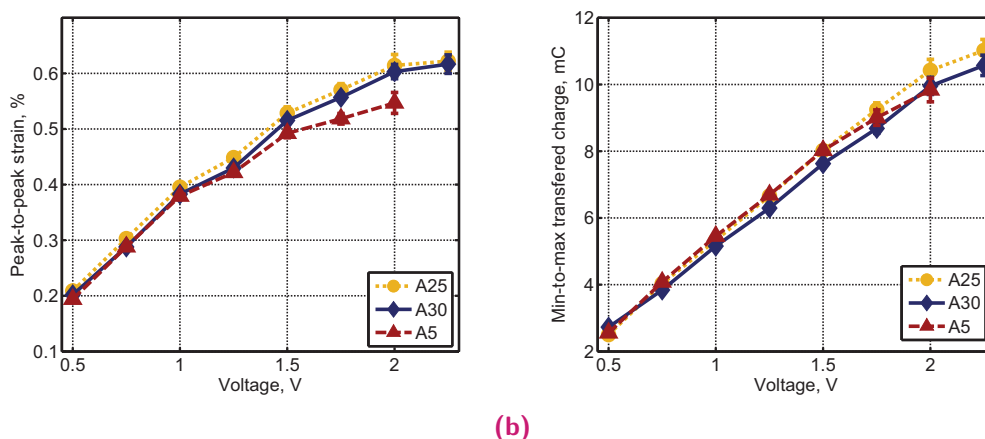 Peak-to-peak strain, %
0.6
0.5
0.4
0.3
0.2
0.1
0.5
1
1.5
2
Voltage, V
A25
A30
A5
Min-to-max transferred charge, mC
12
10
8
6
4
2
0.5
1
1.5
2
Voltage, V
A25
A30
A5
(b)